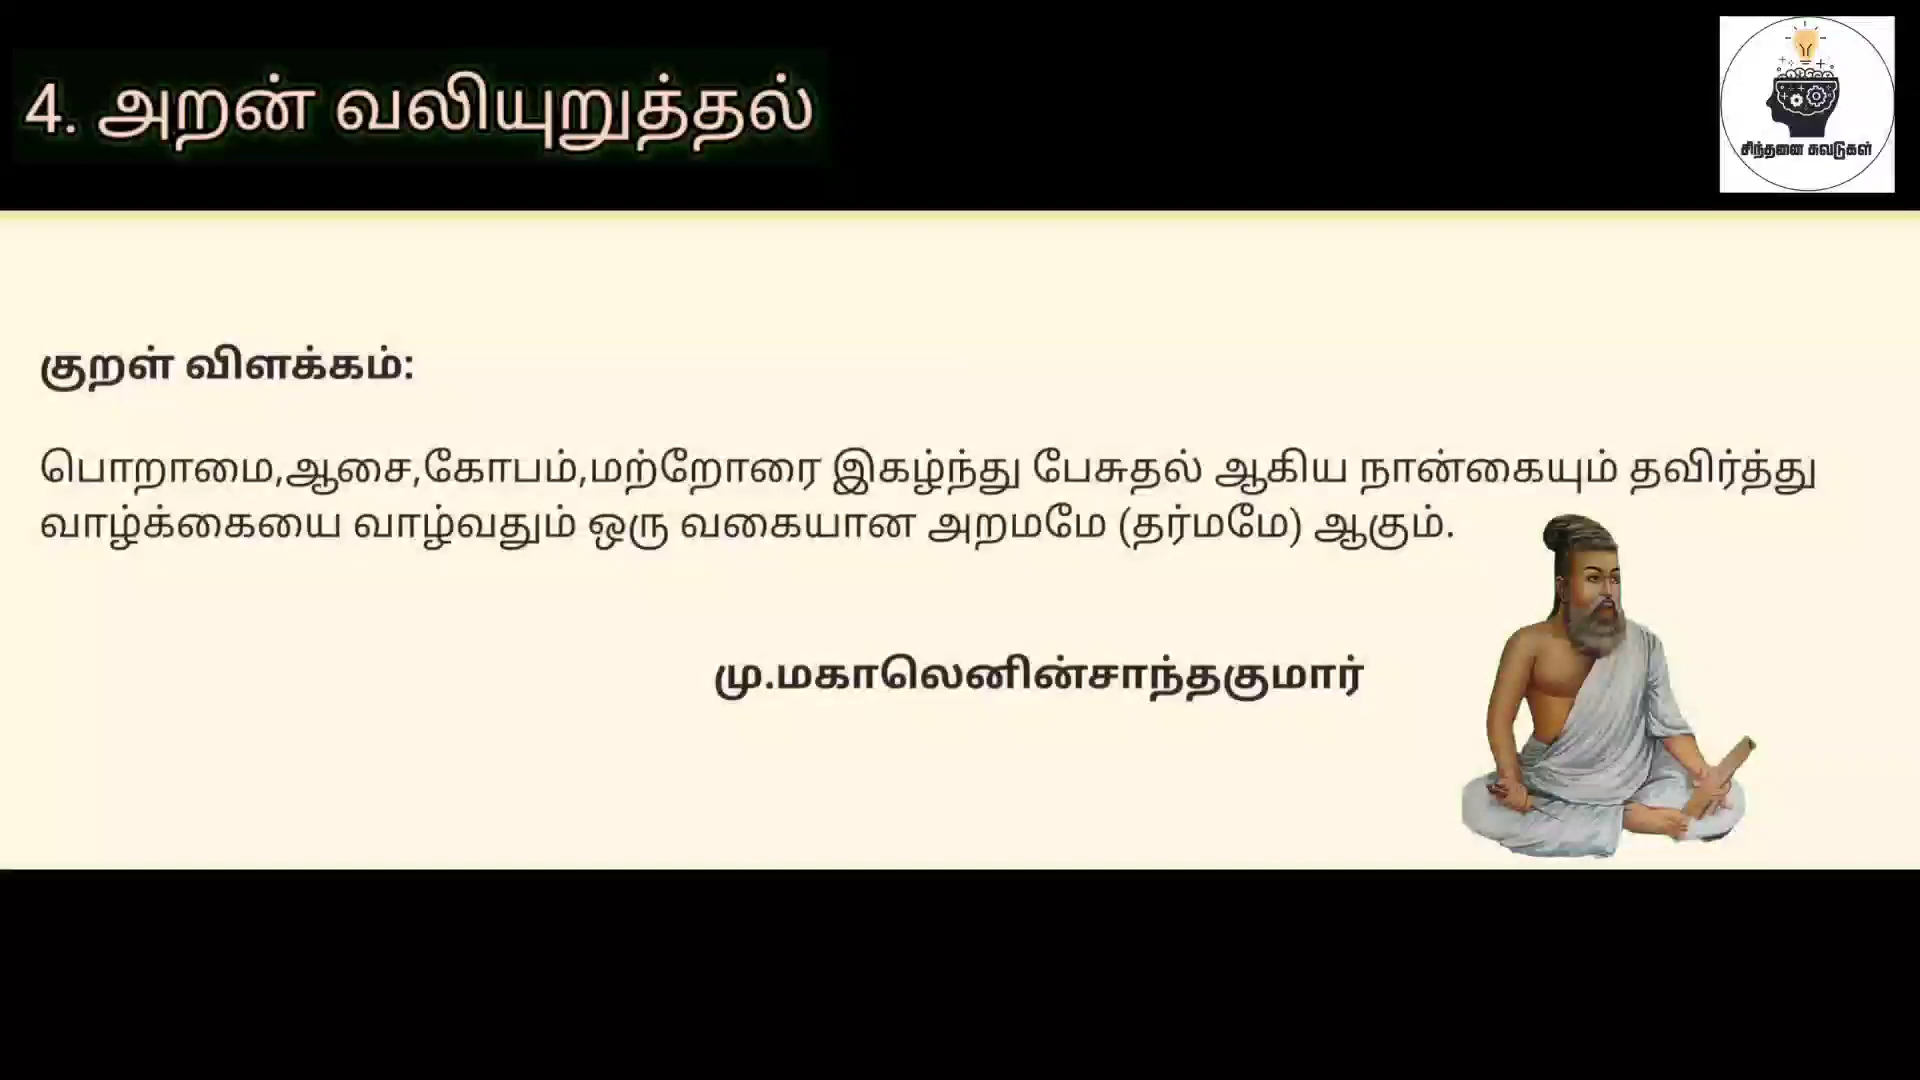 4. அறன் வலியுறுத்தல்
சிந்தனை சுவடுகள்
குறள் விளக்கம்:
பொறாமை,ஆசை,கோபம்,மற்றோரை இகழ்ந்து பேசுதல் ஆகிய நான்கையும் தவிர்த்து
வாழ்க்கையை வாழ்வதும் ஒரு வகையான அறமமே (தர்மமே) ஆகும்.
மு.மகாலெனின்சாந்தகுமார்